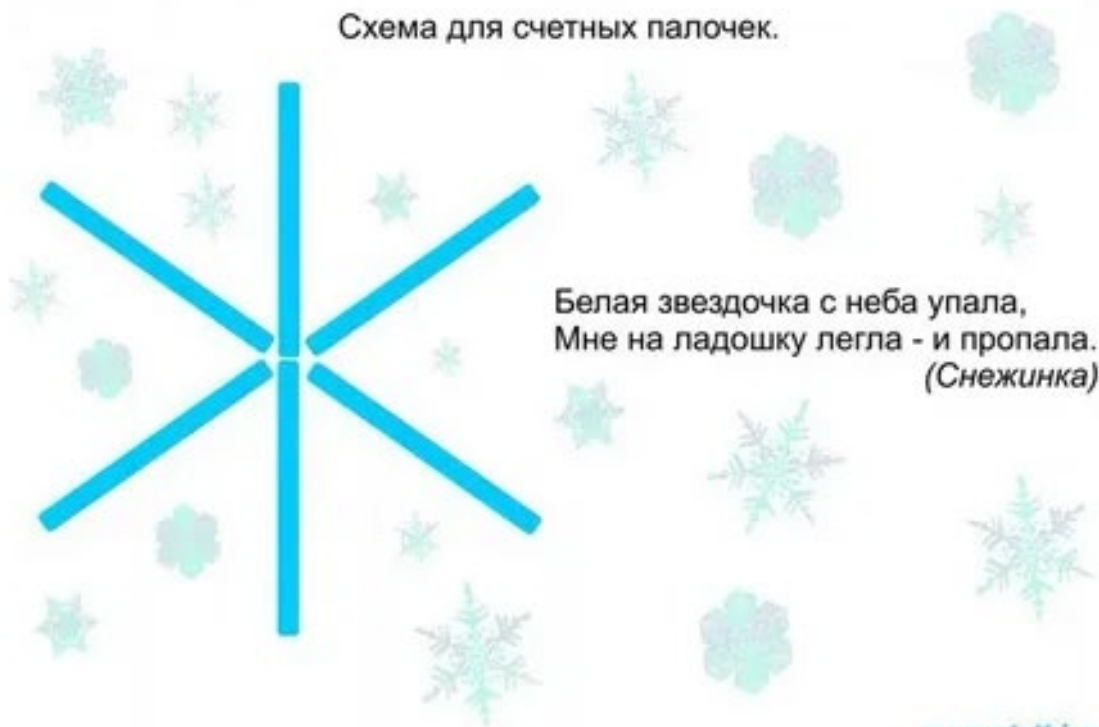 Схема для счетных палочек.
Белая звездочка с неба упала,
Мне на ладошку легла - и пропала.
(Снежинка)